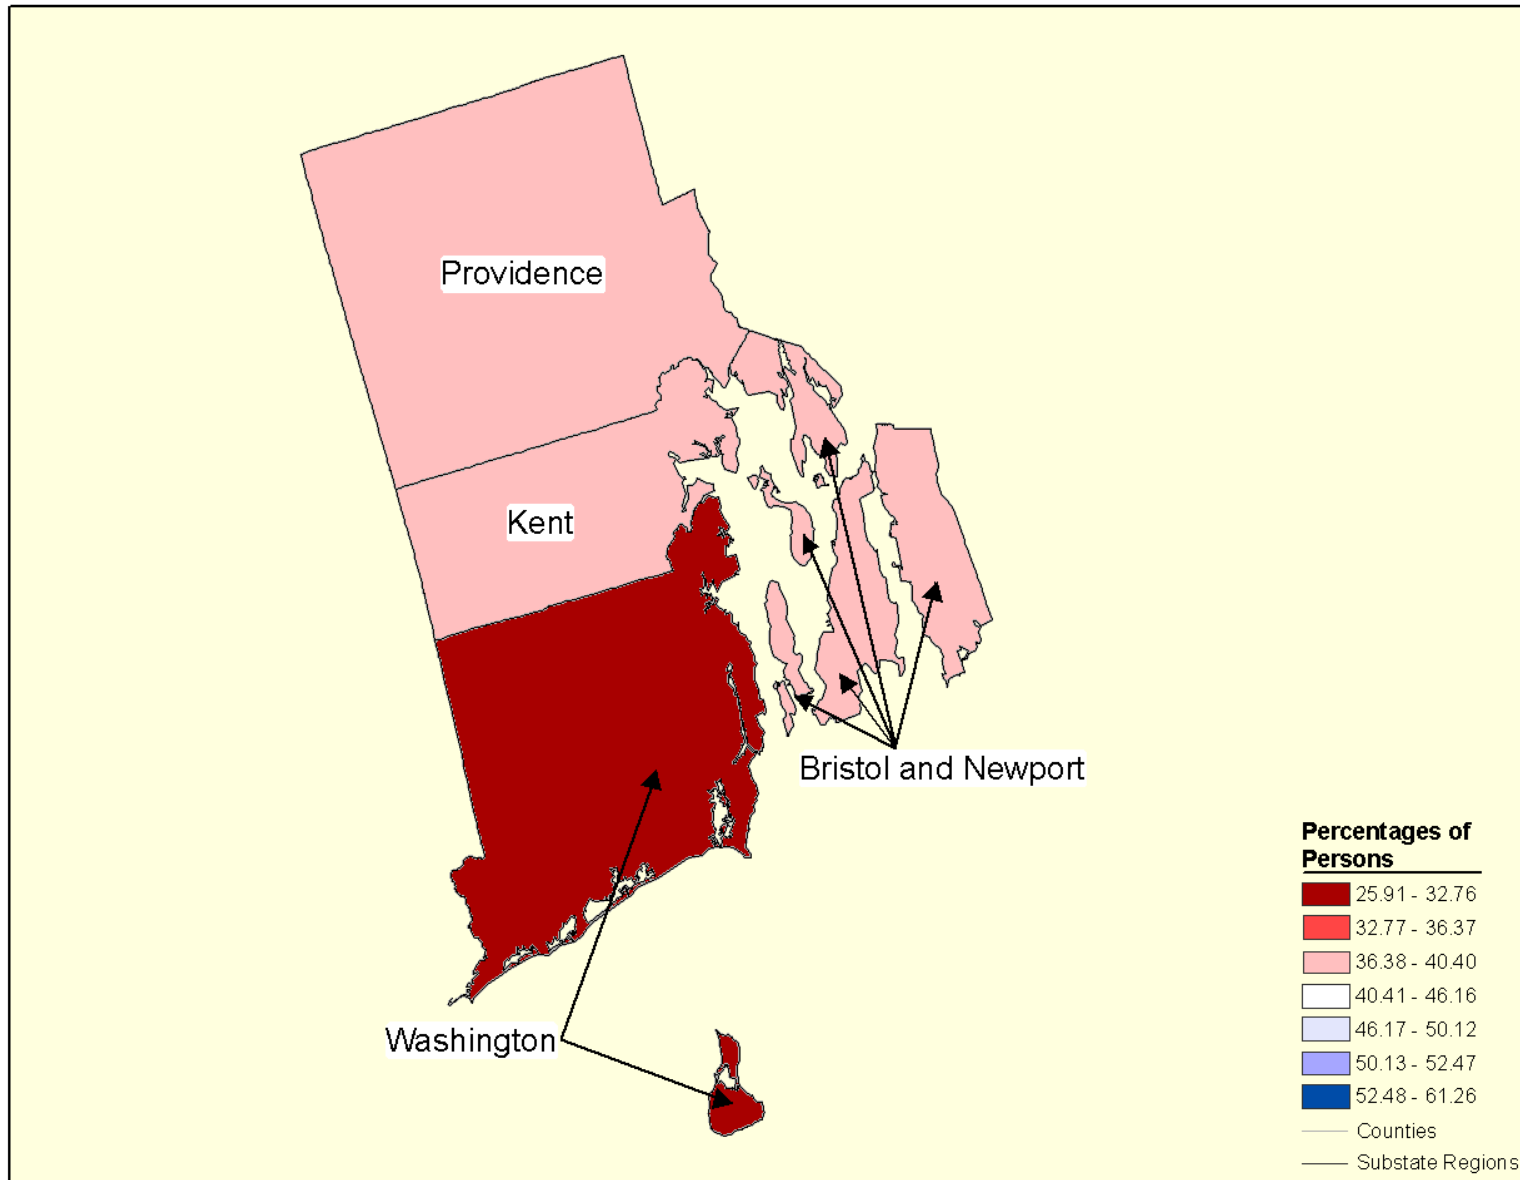 Providence
Kent
Bristol and Newport
Washington
Percentages of
Persons
25.91 - 32.76
32.77 - 36.37
36.38 - 40.40
40.41 - 46.16
46.17 - 50.12
50.13 - 52.47
52.48 - 61.26
Counties
Substate Regions